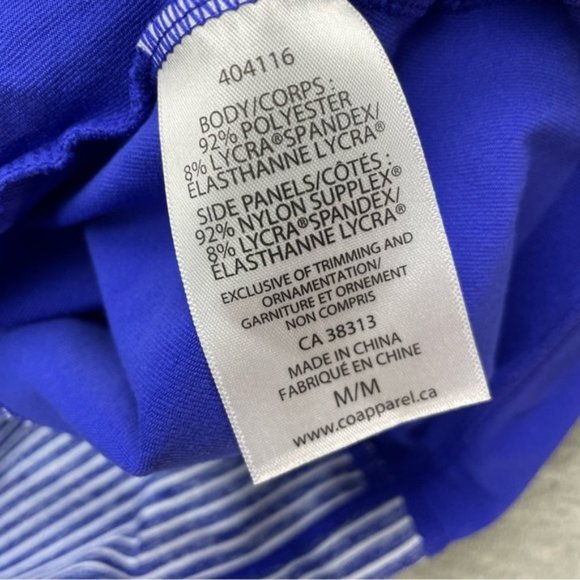 404116
BODY/CORPS :
92% POLYESTER
8% LYCRA®SPANDEX/
ÉLASTHANNE LYCRA®
SIDE PANELS/CÔTÉS :
92% NYLON SUPPLEX®
8% LYCRA®SPANDEX/
ÉLASTHANNE LYCRA®
EXCLUSIVE OF TRIMMING AND
ORNAMENTATION/
GARNITURE ET ORNEMENT
NON COMPRIS
CA 38313
MADE IN CHINA
FABRIQUÉ EN CHINE
M/M
www.coapparel.ca